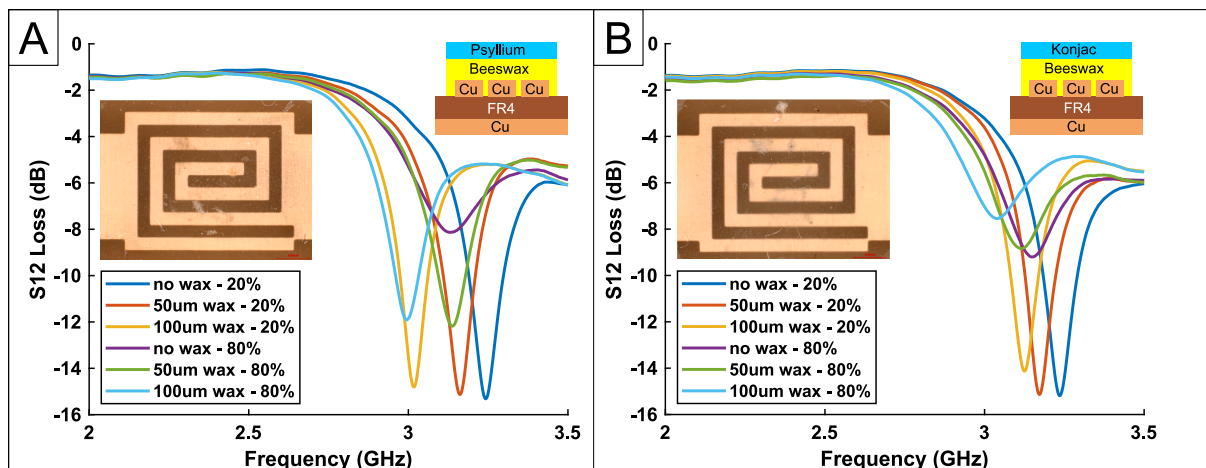 A
Psyllium
Beeswax
Cu Cu Cu
FR4
Cu
0
-2
-4
-6
-8
-10
-12
-14
-16
S12 Loss (dB)
no wax - 20%
50um wax - 20%
100um wax - 20%
no wax - 80%
50um wax - 80%
100um wax - 80%
2 2.5 3 3.5
Frequency (GHz)
B
Konjac
Beeswax
Cu Cu Cu
FR4
Cu
0
-2
-4
-6
-8
-10
-12
-14
-16
S12 Loss (dB)
no wax - 20%
50um wax - 20%
100um wax - 20%
no wax - 80%
50um wax - 80%
100um wax - 80%
2 2.5 3 3.5
Frequency (GHz)